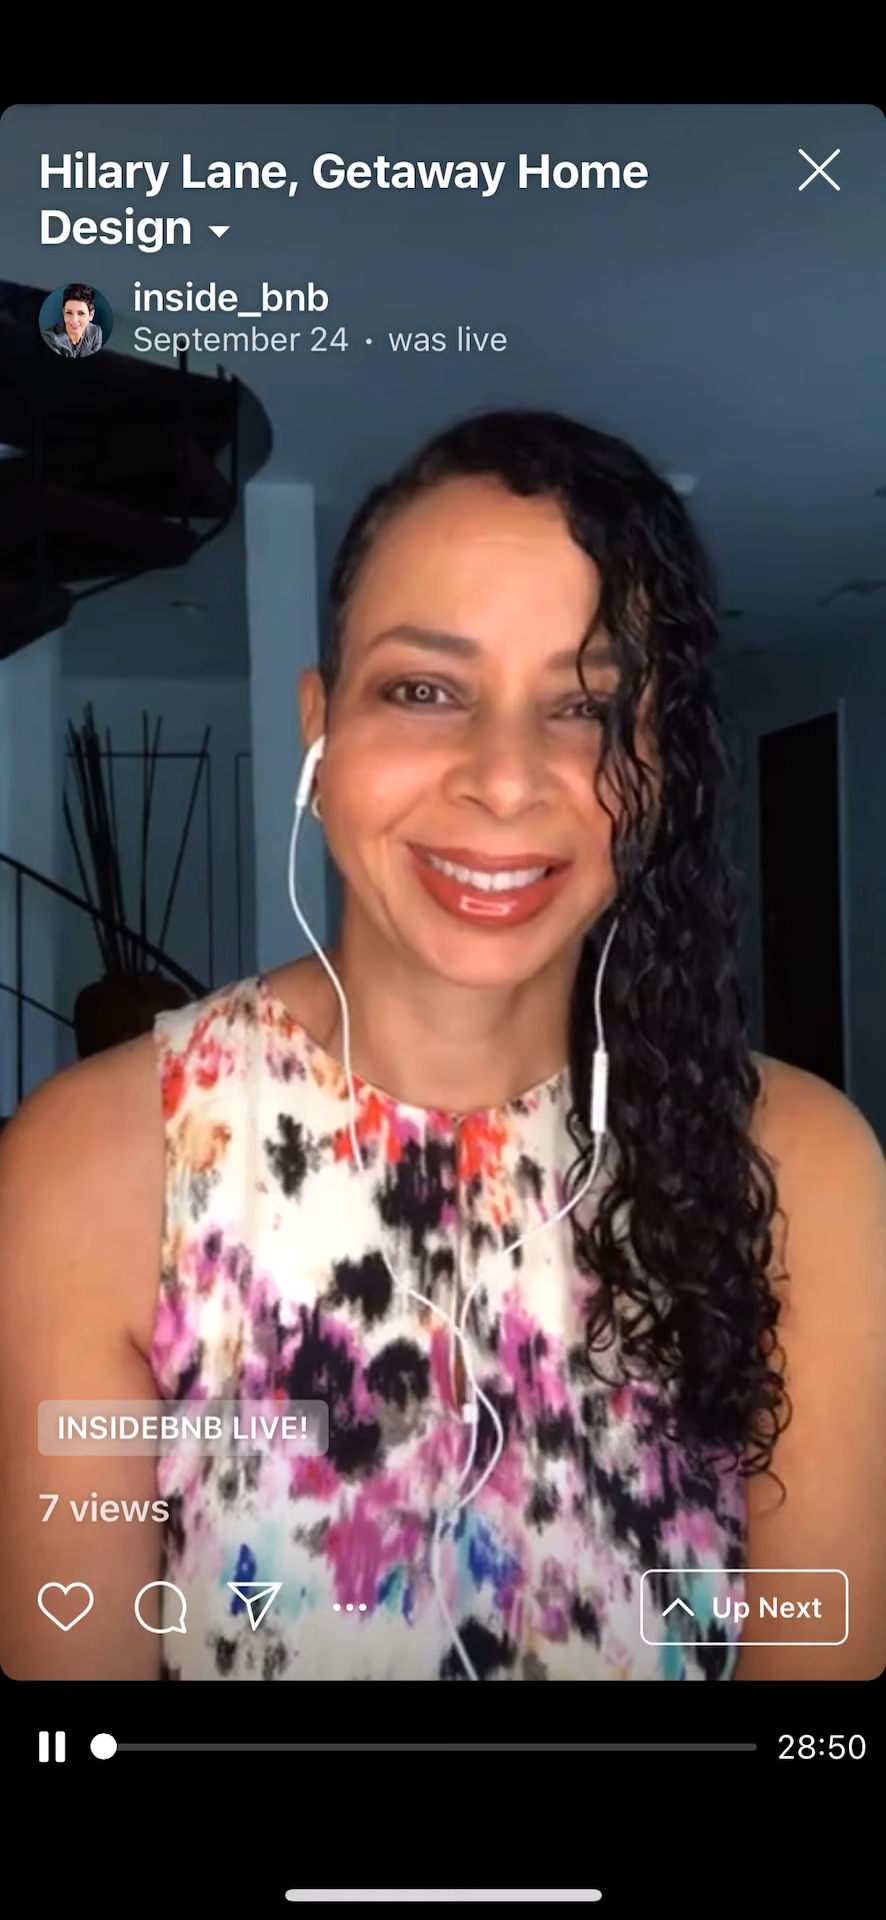 Hilary Lane, Getaway Home
Design
inside_bnb
September 24 • was live
INSIDEBNB LIVE!
7 views
Up Next
28:50